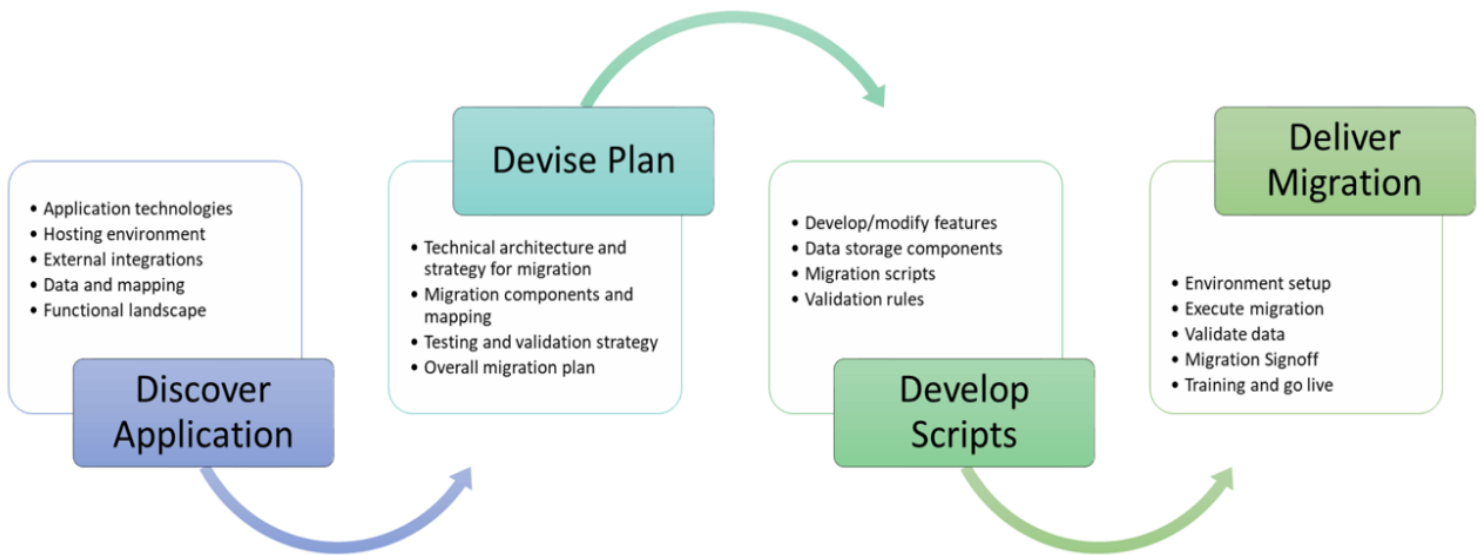 • Application technologies
• Hosting environment
• External integrations
• Data and mapping
• Functional landscape
Discover
Application
Devise Plan
• Technical architecture and
strategy for migration
• Migration components and
mapping
• Testing and validation strategy
• Overall migration plan
• Develop/modify features
• Data storage components
• Migration scripts
• Validation rules
Develop
Scripts
Deliver
Migration
• Environment setup
• Execute migration
• Validate data
• Migration Signoff
• Training and go live